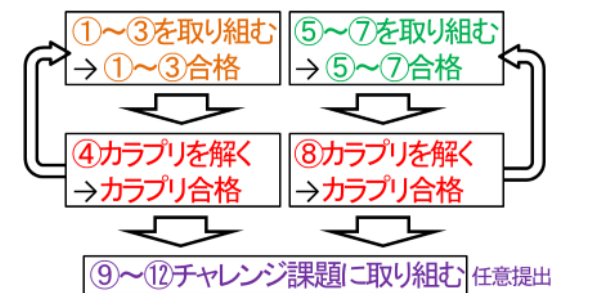 ①～③を取り組む
→ ①～③合格
⑤～⑦を取り組む
→ ⑤～⑦合格
④カラプリを解く
→カラプリ合格
⑧カラプリを解く
→カラプリ合格
⑨～⑫チャレンジ課題に取り組む 任意提出